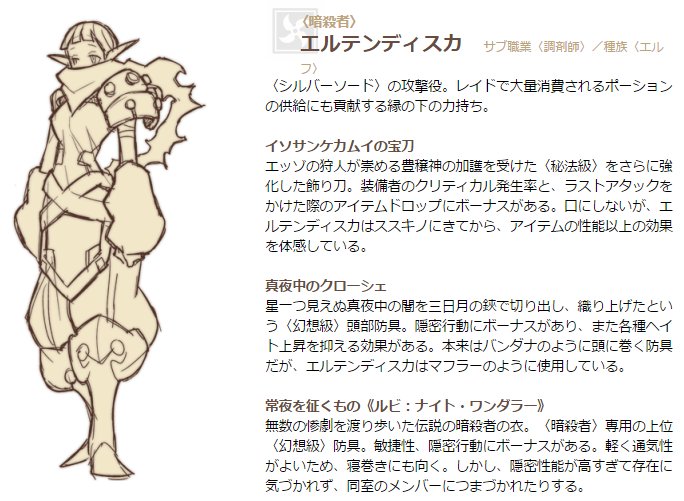 〈暗殺者〉
エルテンディスカ　サブ職業〈調剤師〉／種族〈エル
フ〉
〈シルバーソード〉の攻撃役。レイドで大量消費されるポーション
の供給にも貢献する縁の下の力持ち。
イソサンケカムイの宝刀
エッゾの狩人が崇める豊穣神の加護を受けた〈秘法級〉をさらに強
化した飾り刀。装備者のクリティカル発生率と、ラストアタックを
かけた際のアイテムドロップにボーナスがある。口にしないが、エ
ルテンディスカはススキノにきてから、アイテムの性能以上の効果
を体感している。
真夜中のクローシェ
星一つ見えぬ真夜中の闇を三日月の鋏で切り出し、織り上げたとい
う〈幻想級〉頭部防具。隠密行動にボーナスがあり、また各種ヘイ
ト上昇を抑える効果がある。本来はバンダナのように頭に巻く防具
だが、エルテンディスカはマフラーのように使用している。
常夜を征くもの《ルビ：ナイト・ワンダラー》
無数の惨劇を渡り歩いた伝説の暗殺者の衣。〈暗殺者〉専用の上位
〈幻想級〉防具。敏捷性、隠密行動にボーナスがある。軽く通気性
がよいため、寝巻きにも向く。しかし、隠密性能が高すぎて存在に
気づかれず、同室のメンバーにつまづかれたりする。